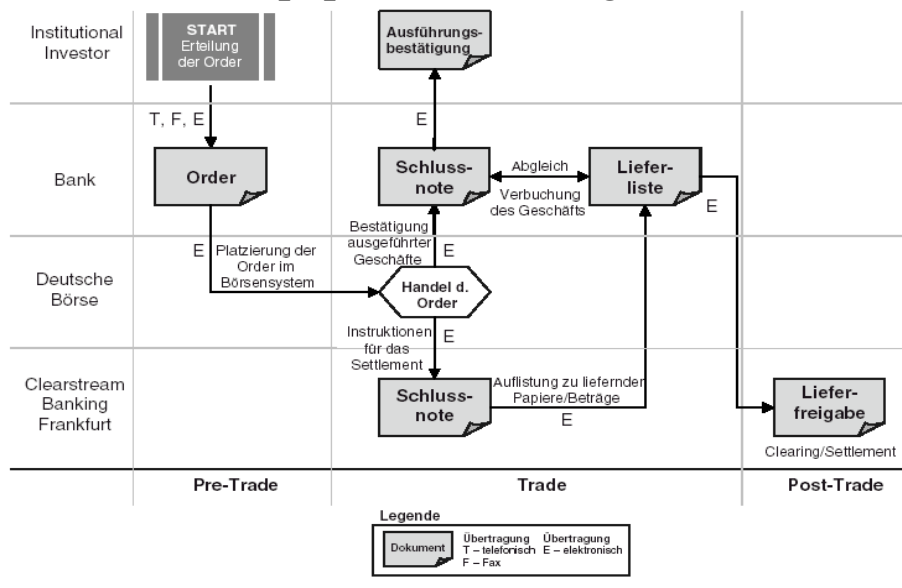 Institutional
Investor
START
Erteilung
der Order
Ausführungs-
bestätigung
T, F, E
E
Bank
Order
Schluss-
note
Abgleich
Verbuchung
des Geschäfts
Liefer-
liste
E
E
Platzierung der
Order im
Börsensystem
Bestätigung
ausgeführter
Geschäfte
E
Deutsche
Börse
Handel d.
Order
Instruktionen
für das
Settlement
E
Clearstream
Banking
Frankfurt
Schluss-
note
Auflistung zu liefernder
Papiere/Beträge
E
Liefer-
freigabe
Clearing/Settlement
Pre-Trade
Trade
Post-Trade
Legende
Dokument
Übertragung
T – telefonisch
F – Fax
Übertragung
E – elektronisch